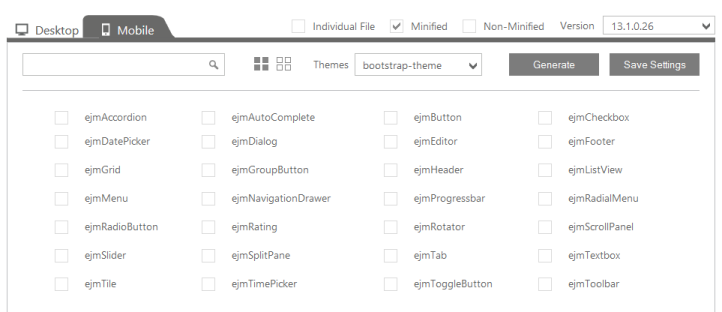 Desktop Mobile Individual File Minified Non-Minified Version 13.1.0.26
Themes bootstrap-theme Generate Save Settings
ejmAccordion ejmAutoComplete ejmButton ejmCheckbox
ejmDatePicker ejmDialog ejmEditor ejmFooter
ejmGrid ejmGroupButton ejmHeader ejmListView
ejmMenu ejmNavigationDrawer ejmProgressbar ejmRadialMenu
ejmRadioButton ejmRating ejmRotator ejmScrollPanel
ejmSlider ejmSplitPane ejmTab ejmTextbox
ejmTile ejmTimePicker ejmToggleButton ejmToolbar